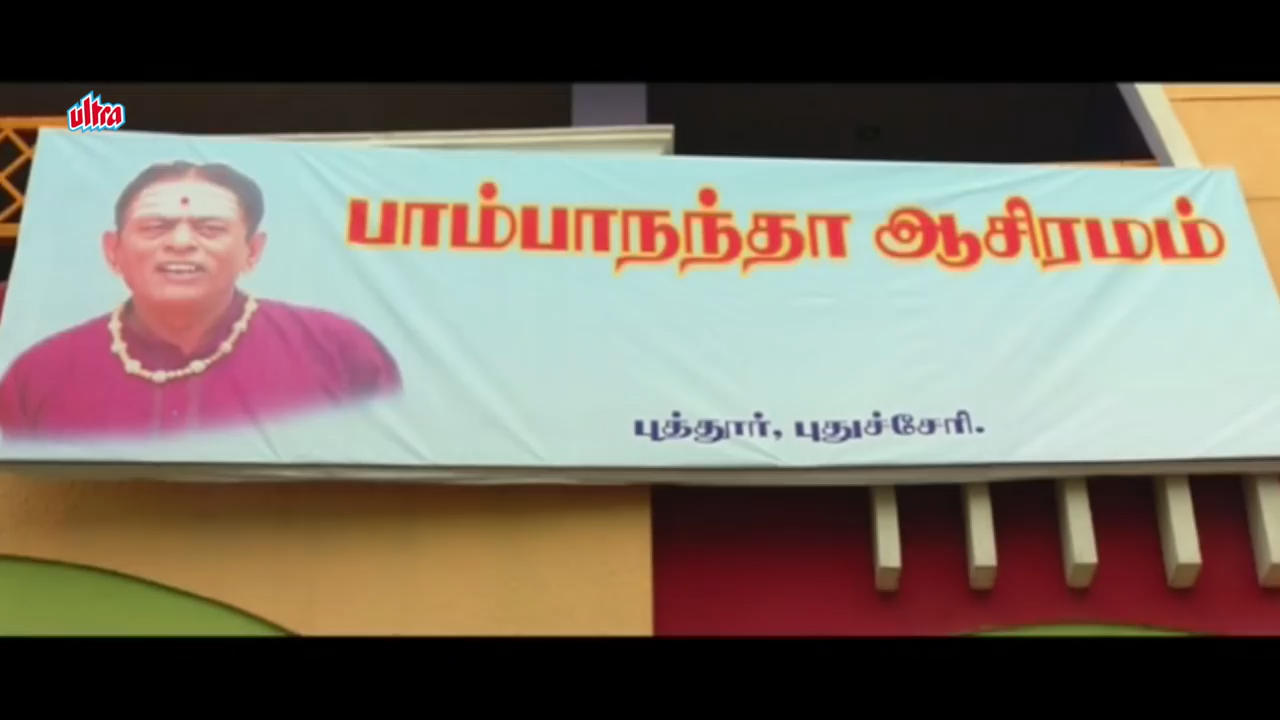 ultra
பாம்பாநந்தா ஆசிரமம்
புத்தூர், புதுச்சேரி.